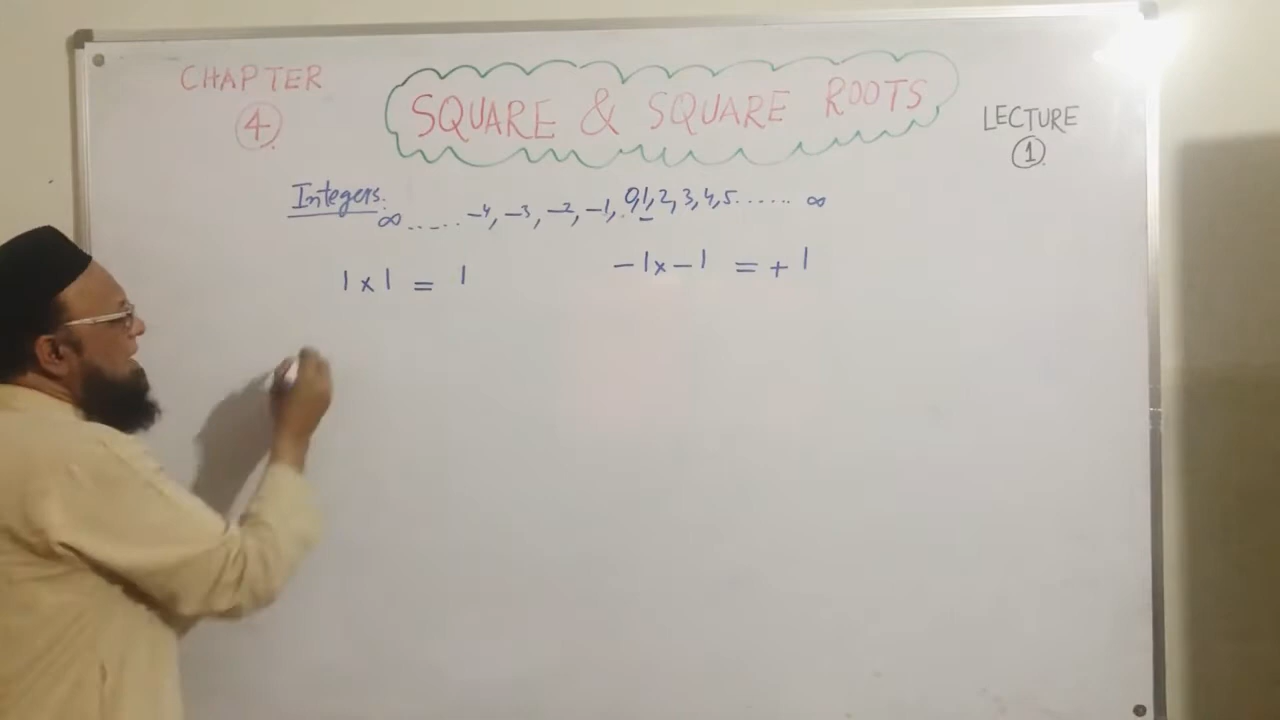 CHAPTER
4
SQUARE & SQUARE ROOTS
LECTURE
1
Integers.
∞ ...... -4, -3, -2, -1, 0,1, 2, 3, 4, 5 ...... ∞
1 x 1 = 1
-1 x -1 = + 1